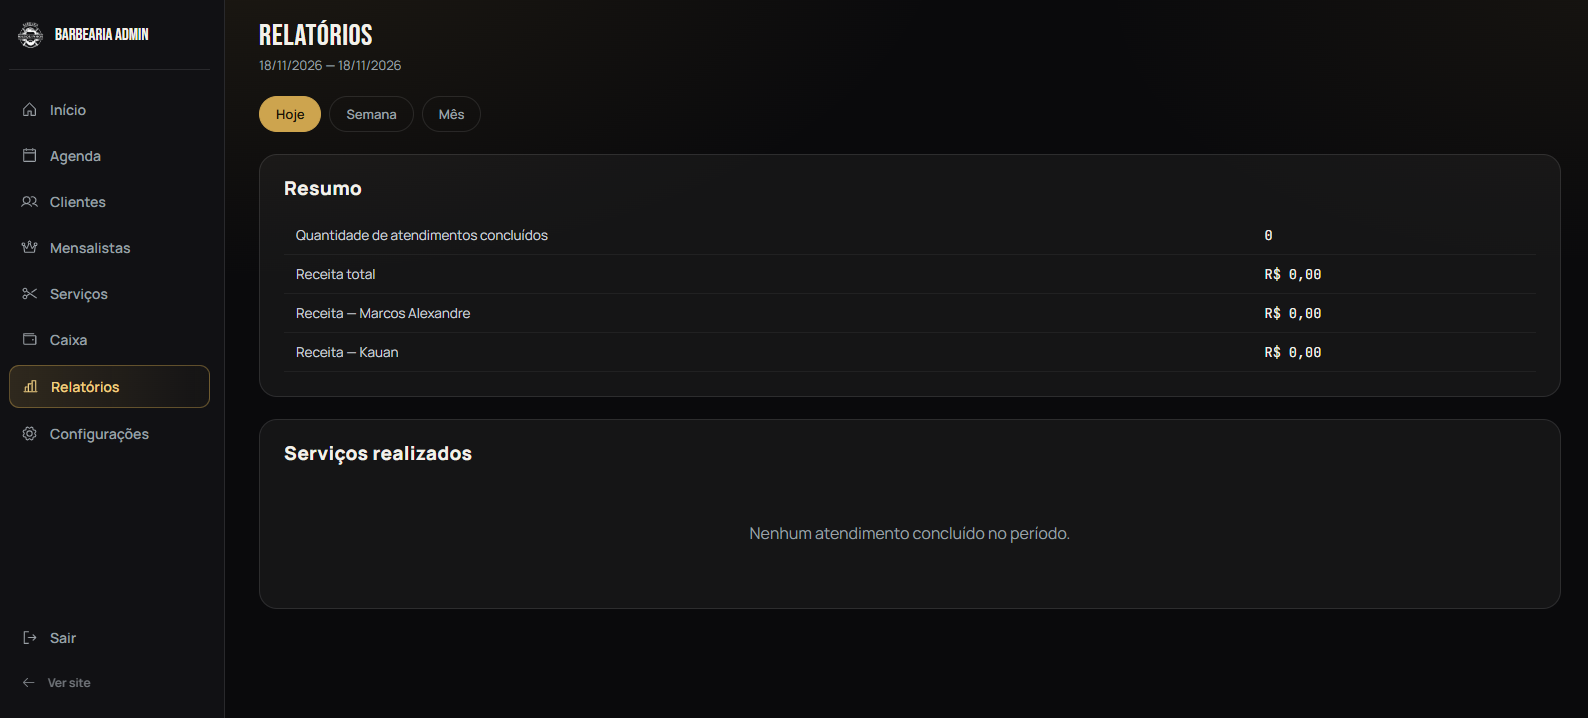 BARBEARIA ADMIN
Início
Agenda
Clientes
Mensalistas
Serviços
Caixa
Relatórios
Configurações
Sair
Ver site
RELATÓRIOS
18/11/2026 — 18/11/2026
Hoje
Semana
Mês
Resumo
Quantidade de atendimentos concluídos 0
Receita total R$ 0,00
Receita — Marcos Alexandre R$ 0,00
Receita — Kauan R$ 0,00
Serviços realizados
Nenhum atendimento concluído no período.